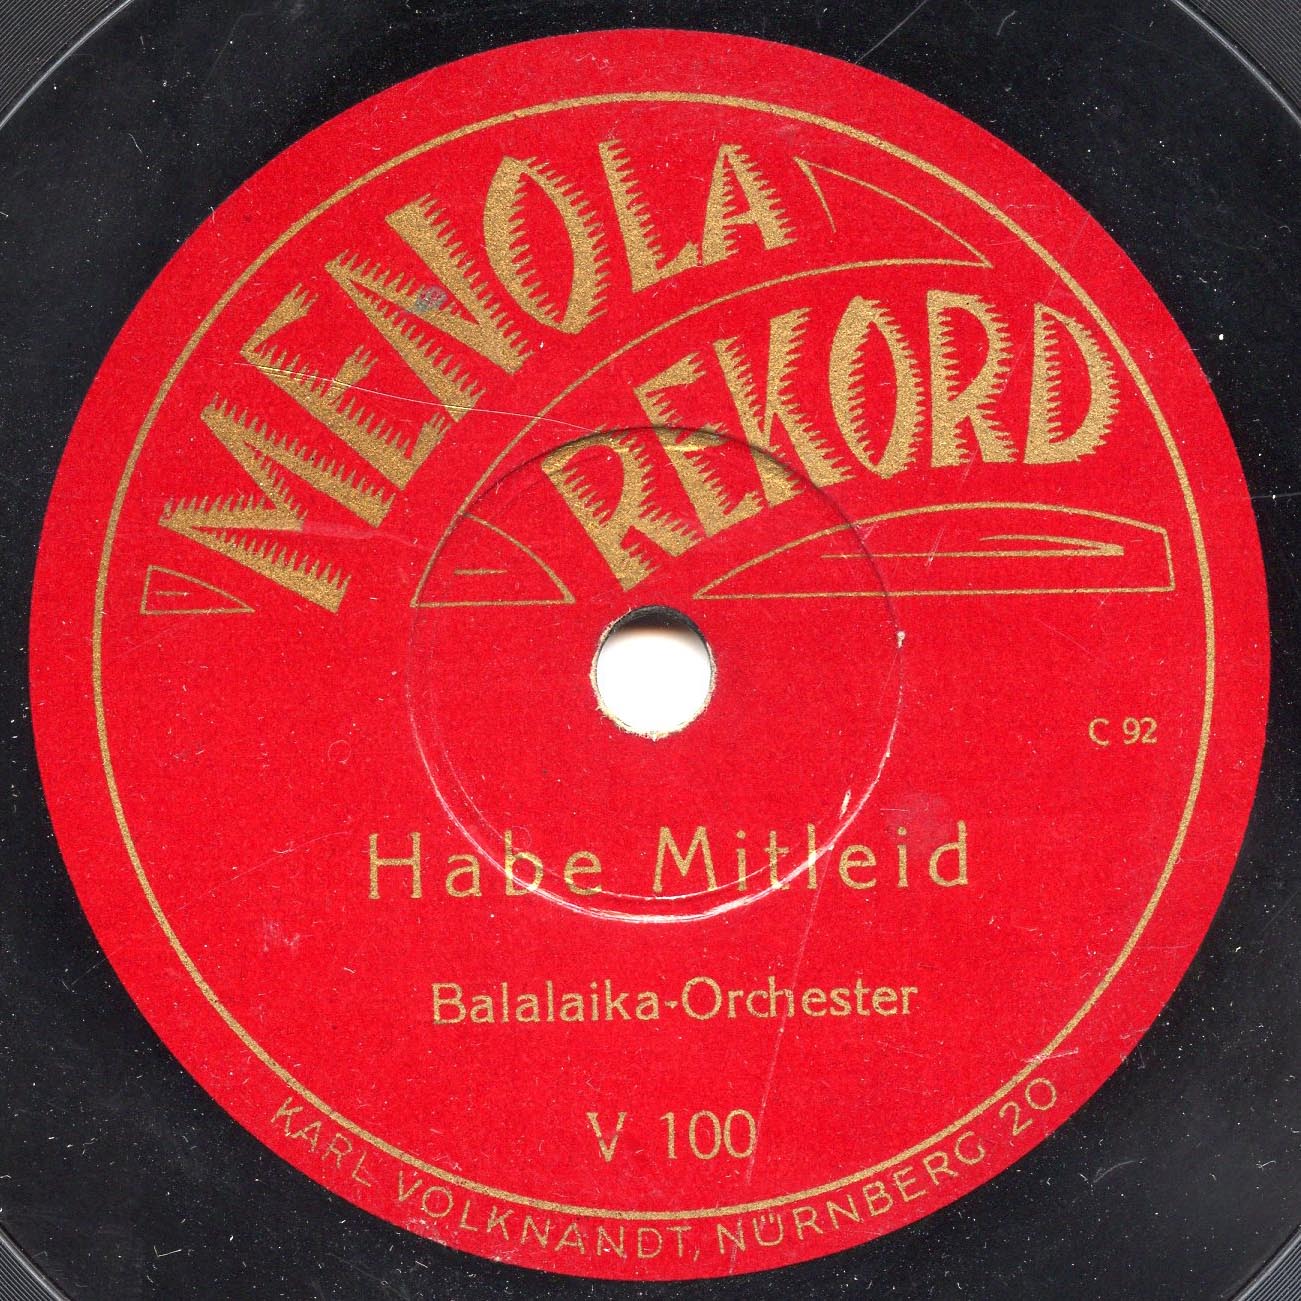 MENOLA
REKORD
C 92
Habe Mitleid
Balalaika-Orchester
V 100
KARL VOLKNANDT, NÜRNBERG 20